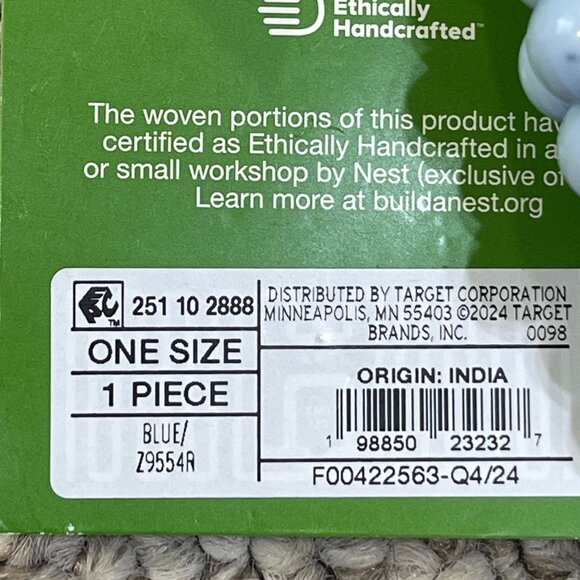 Ethically
Handcrafted™
The woven portions of this product
certified as Ethically Handcrafted in a
or small workshop by Nest (exclusive
Learn more at buildanest.org
TM
251 10 2888
ONE SIZE
1 PIECE
BLUE/
Z9554R
DISTRIBUTED BY TARGET CORPORATION
MINNEAPOLIS, MN 55403 ©2024 TARGET
BRANDS, INC. 0098
ORIGIN: INDIA
1 98850 23232 7
F00422563-Q4/24